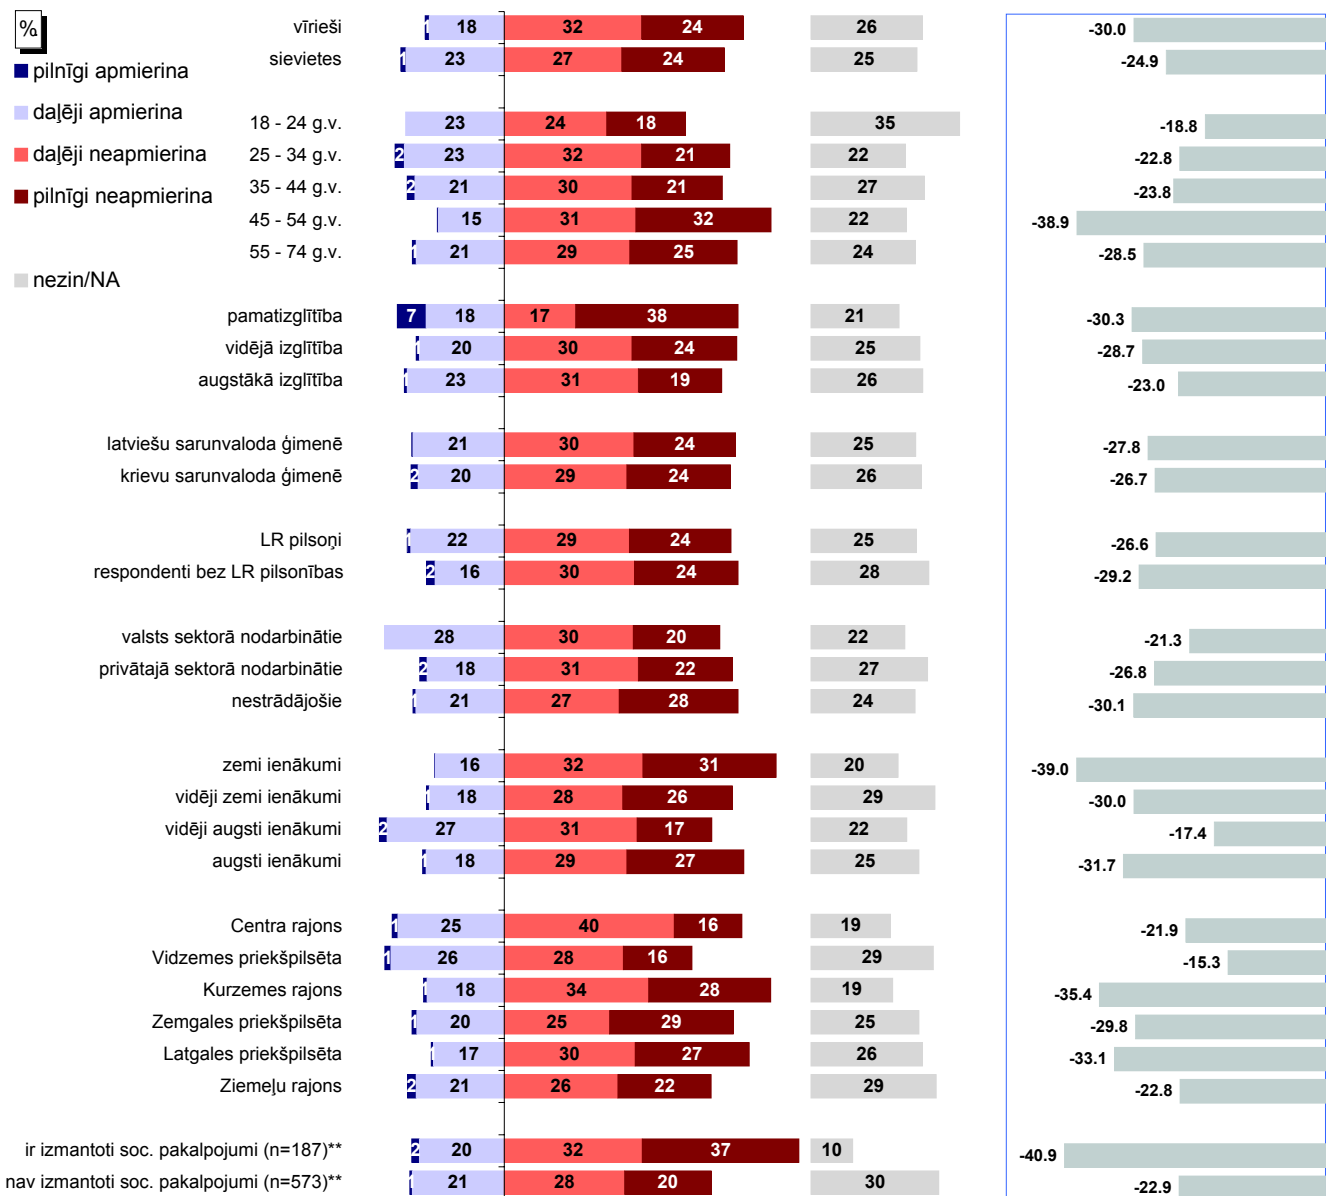 %
pilnīgi apmierina
daļēji apmierina
daļēji neapmierina
pilnīgi neapmierina
nezin/NA
vīrieši 1 18 32 24 26 -30.0
sievietes 1 23 27 24 25 -24.9
18 - 24 g.v. 23 24 18 35 -18.8
25 - 34 g.v. 2 23 32 21 22 -22.8
35 - 44 g.v. 2 21 30 21 27 -23.8
45 - 54 g.v. 15 31 32 22 -38.9
55 - 74 g.v. 1 21 29 25 24 -28.5
pamatizglītība 7 18 17 38 21 -30.3
vidējā izglītība 1 20 30 24 25 -28.7
augstākā izglītība 1 23 31 19 26 -23.0
latviešu sarunvaloda ģimenē 21 30 24 25 -27.8
krievu sarunvaloda ģimenē 2 20 29 24 26 -26.7
LR pilsoņi 1 22 29 24 25 -26.6
respondenti bez LR pilsonības 2 16 30 24 28 -29.2
valsts sektorā nodarbinātie 28 30 20 22 -21.3
privātajā sektorā nodarbinātie 2 18 31 22 27 -26.8
nestrādājošie 1 21 27 28 24 -30.1
zemi ienākumi 16 32 31 20 -39.0
vidēji zemi ienākumi 1 18 28 26 29 -30.0
vidēji augsti ienākumi 2 27 31 17 22 -17.4
augsti ienākumi 1 18 29 27 25 -31.7
Centra rajons 1 25 40 16 19 -21.9
Vidzemes priekšpilsēta 1 26 28 16 29 -15.3
Kurzemes rajons 1 18 34 28 19 -35.4
Zemgales priekšpilsēta 1 20 25 29 25 -29.8
Latgales priekšpilsēta 1 17 30 27 26 -33.1
Ziemeļu rajons 2 21 26 22 29 -22.8
ir izmantoti soc. pakalpojumi (n=187)** 2 20 32 37 10 -40.9
nav izmantoti soc. pakalpojumi (n=573)** 1 21 28 20 30 -22.9